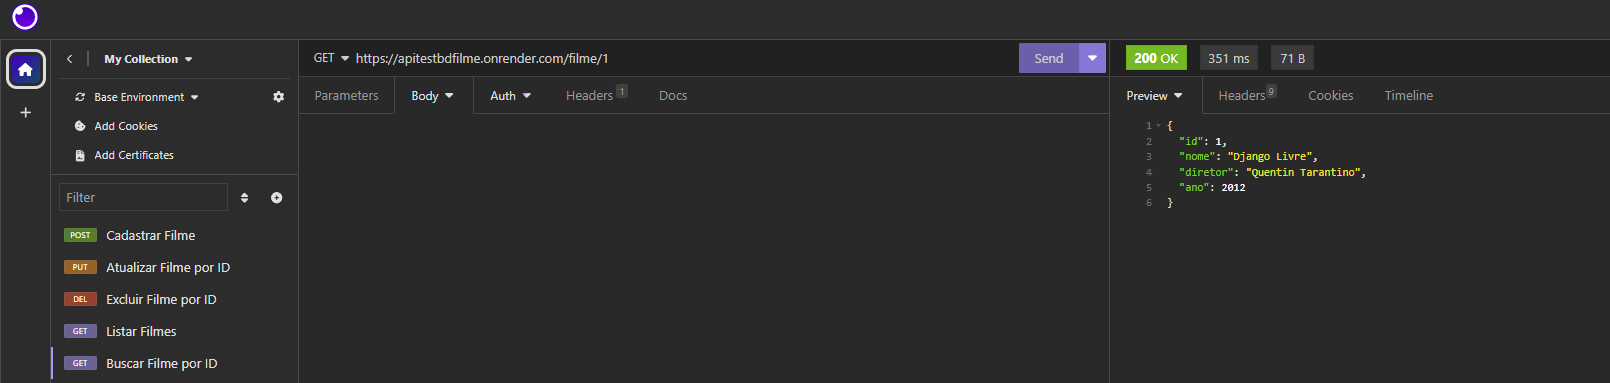 My Collection
Base Environment
Add Cookies
Add Certificates
Filter
POST Cadastrar Filme
PUT Atualizar Filme por ID
DEL Excluir Filme por ID
GET Listar Filmes
GET Buscar Filme por ID
GET https://apitestbdfilme.onrender.com/filme/1 Send
Parameters Body Auth Headers 1 Docs
200 OK 351 ms 71 B
Preview Headers 9 Cookies Timeline
1 {
2 "id": 1,
3 "nome": "Django Livre",
4 "diretor": "Quentin Tarantino",
5 "ano": 2012
6 }